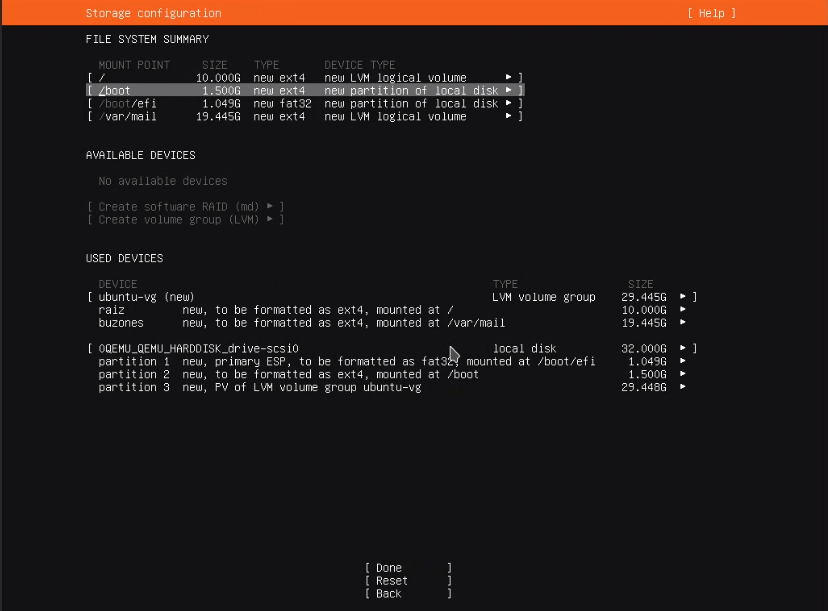 Storage configuration [ Help ]
FILE SYSTEM SUMMARY
MOUNT POINT SIZE TYPE DEVICE TYPE
[ / 10.000G new ext4 new LVM logical volume ▸ ]
[ /boot 1.500G new ext4 new partition of local disk ▸ ]
[ /boot/efi 1.049G new fat32 new partition of local disk ▸ ]
[ /var/mail 19.445G new ext4 new LVM logical volume ▸ ]
AVAILABLE DEVICES
No available devices
[ Create software RAID (md) ▸ ]
[ Create volume group (LVM) ▸ ]
USED DEVICES
DEVICE TYPE SIZE
[ ubuntu-vg (new) LVM volume group 29.445G ▸ ]
raiz new, to be formatted as ext4, mounted at / 10.000G ▸
buzones new, to be formatted as ext4, mounted at /var/mail 19.445G ▸
[ 0QEMU_QEMU_HARDDISK_drive-scsi0 local disk 32.000G ▸ ]
partition 1 new, primary ESP, to be formatted as fat32, mounted at /boot/efi 1.049G ▸
partition 2 new, to be formatted as ext4, mounted at /boot 1.500G ▸
partition 3 new, PV of LVM volume group ubuntu-vg 29.448G ▸
[ Done ]
[ Reset ]
[ Back ]